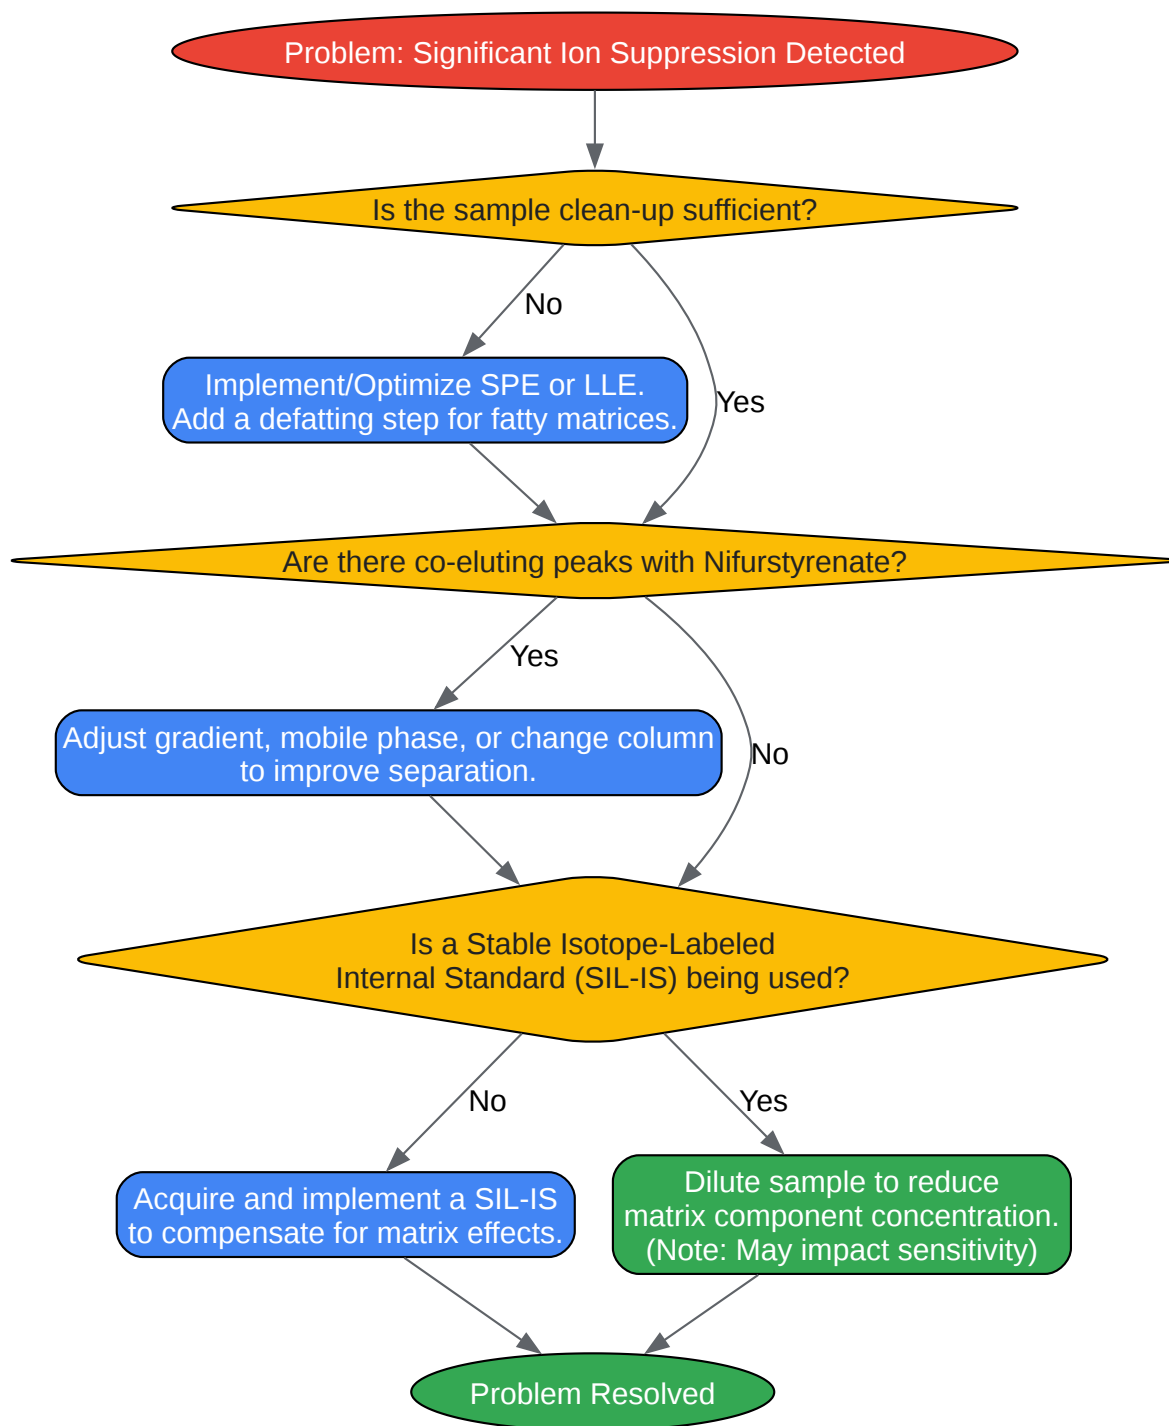 Problem: Significant Ion Suppression Detected
Is the sample clean-up sufficient?
No
Implement/Optimize SPE or LLE.
Add a defatting step for fatty matrices.
Yes
Are there co-eluting peaks with Nifurstyrenate?
Yes
Adjust gradient, mobile phase, or change column
to improve separation.
No
Is a Stable Isotope-Labeled
Internal Standard (SIL-IS) being used?
No
Yes
Acquire and implement a SIL-IS
to compensate for matrix effects.
Dilute sample to reduce
matrix component concentration.
(Note: May impact sensitivity)
Problem Resolved